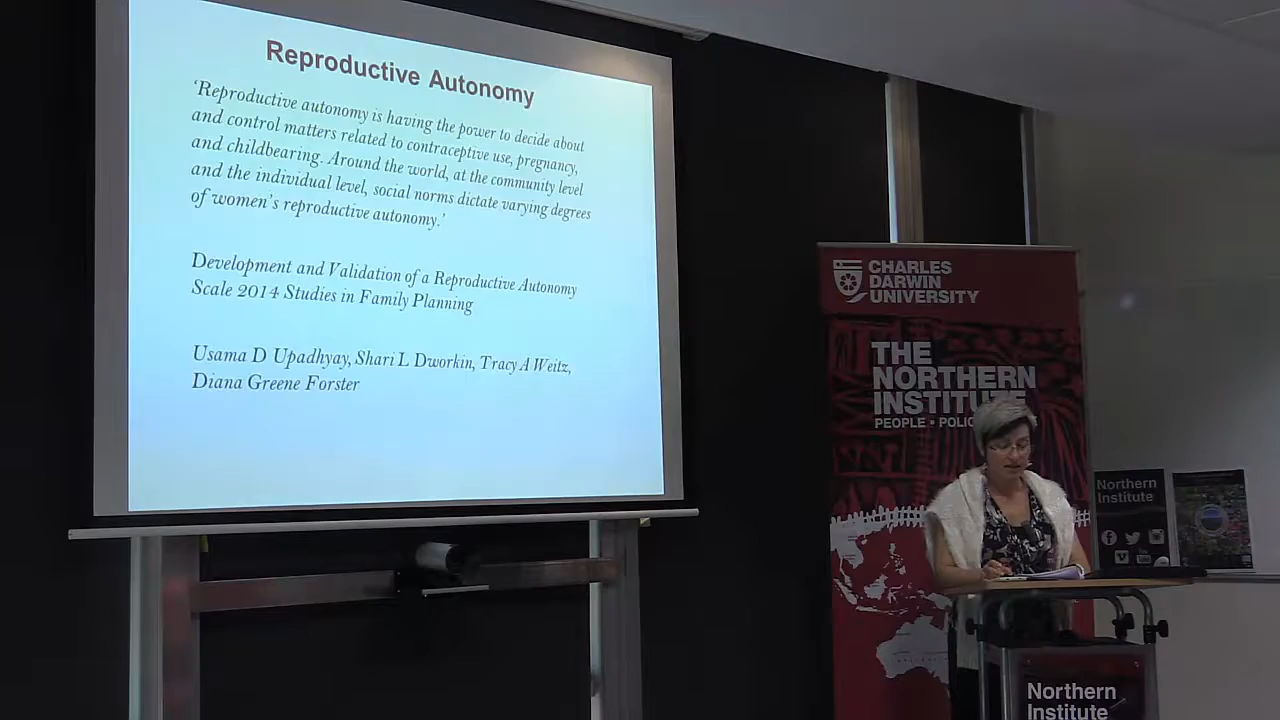 Reproductive Autonomy
‘Reproductive autonomy is having the power to decide about
and control matters related to contraceptive use, pregnancy,
and childbearing. Around the world, at the community level
and the individual level, social norms dictate varying degrees
of women’s reproductive autonomy.’
Development and Validation of a Reproductive Autonomy
Scale 2014 Studies in Family Planning
Usama D Upadhyay, Shari L Dworkin, Tracy A Weitz,
Diana Greene Forster
CHARLES
DARWIN
UNIVERSITY
THE
NORTHERN
INSTITUTE
PEOPLE • POLIC
Northern
Institute
You
Northern
Institute